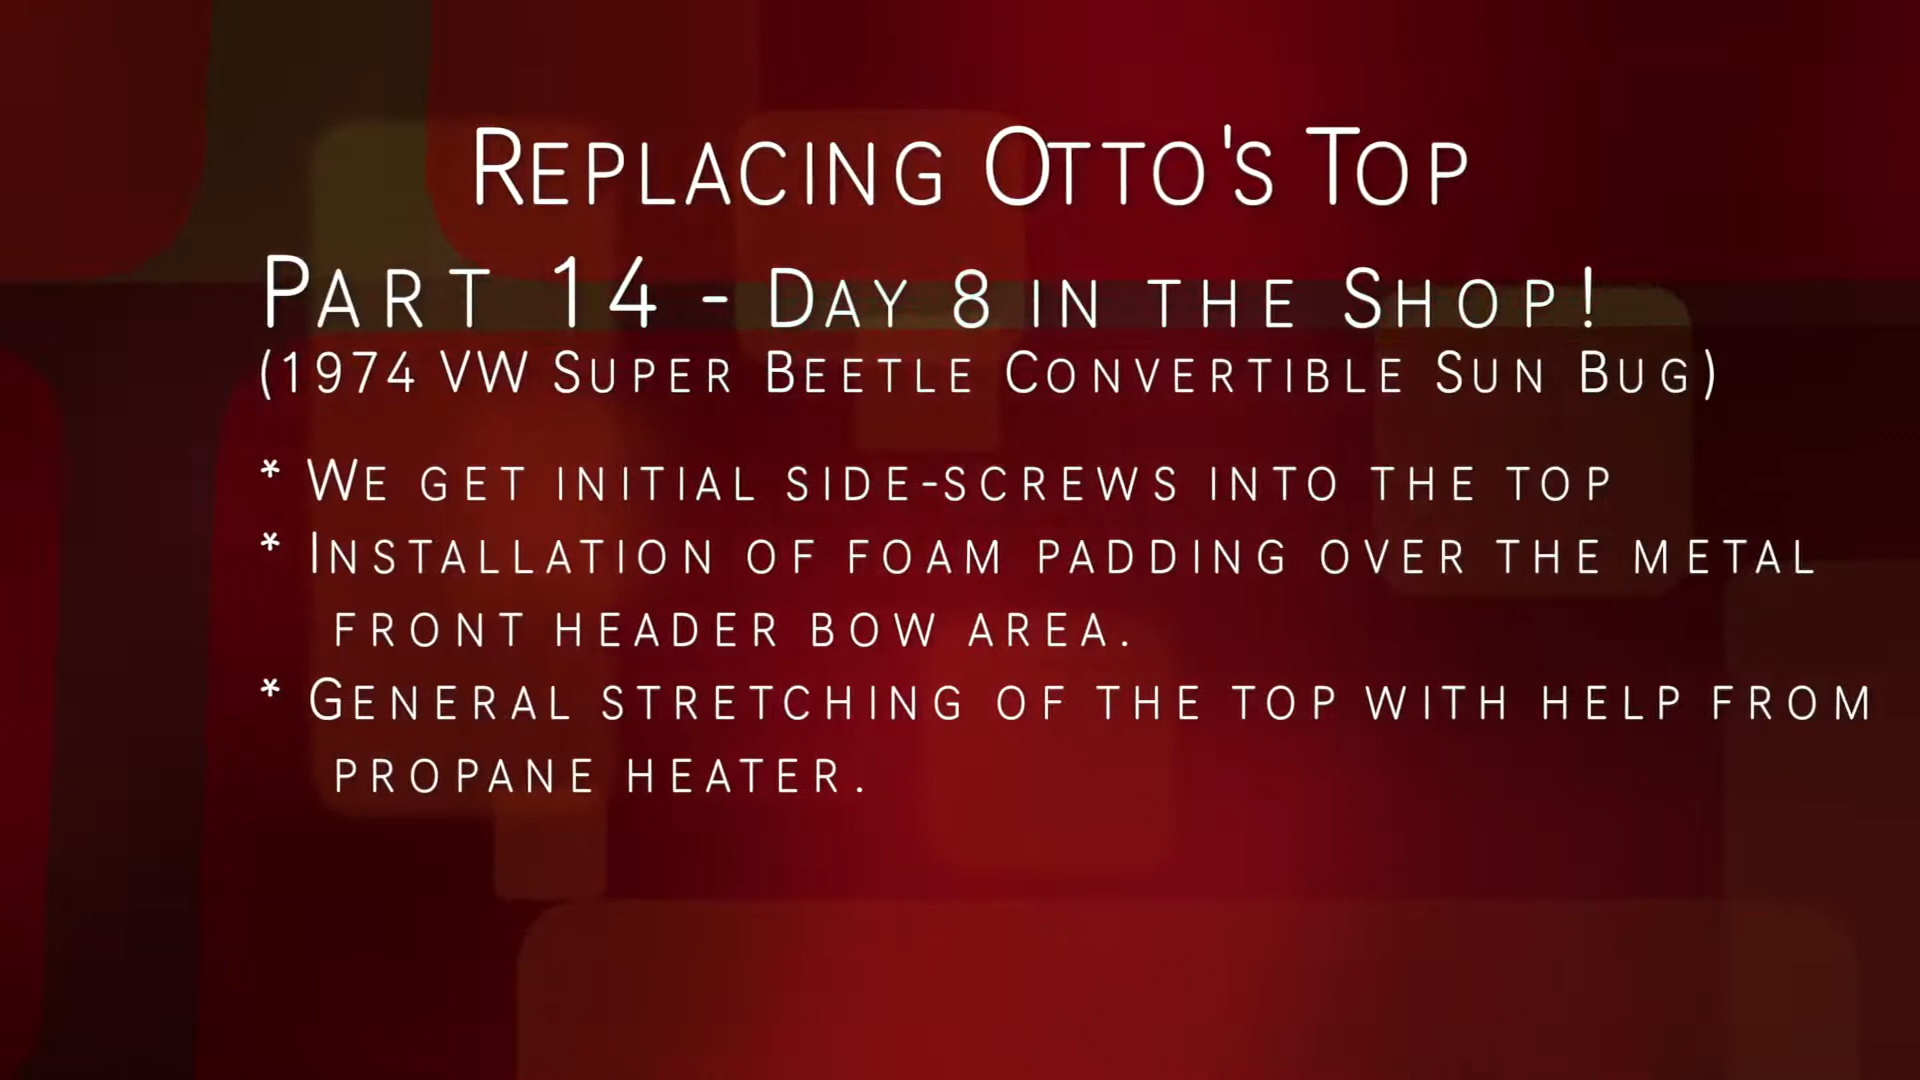 Replacing Otto's Top
Part 14 - Day 8 in the Shop!
(1974 VW Super Beetle Convertible Sun Bug)
* We get initial side-screws into the top
* Installation of foam padding over the metal
front header bow area.
* General stretching of the top with help from
propane heater.